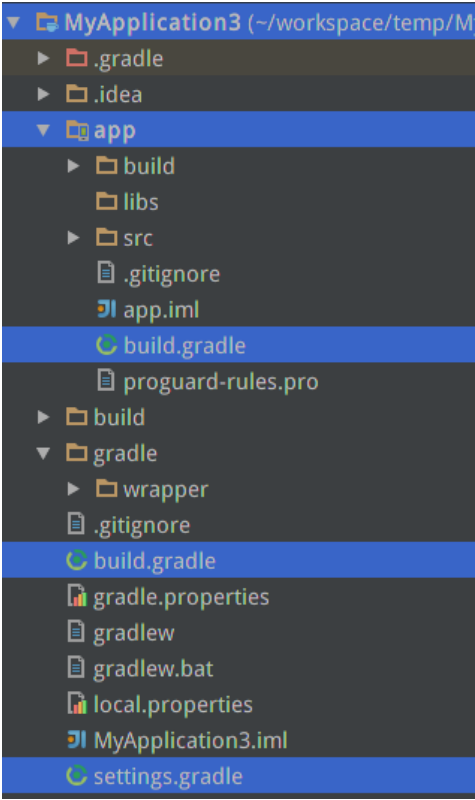 MyApplication3 (~/workspace/temp/My
.gradle
.idea
app
build
libs
src
.gitignore
app.iml
build.gradle
proguard-rules.pro
build
gradle
wrapper
.gitignore
build.gradle
gradle.properties
gradlew
gradlew.bat
local.properties
MyApplication3.iml
settings.gradle